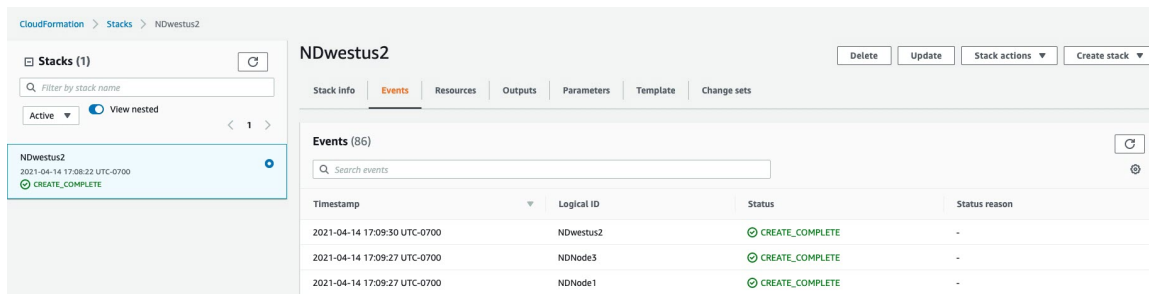 CloudFormation > Stacks > NDwestus2
Stacks (1)
Filter by stack name
Active ▼ View nested
< 1 >
NDwestus2
2021-04-14 17:08:22 UTC-0700
CREATE_COMPLETE
NDwestus2
Delete Update Stack actions ▼ Create stack ▼
Stack info Events Resources Outputs Parameters Template Change sets
Events (86)
Search events
Timestamp ▼ Logical ID Status Status reason
2021-04-14 17:09:30 UTC-0700 NDwestus2 CREATE_COMPLETE -
2021-04-14 17:09:27 UTC-0700 NDNode3 CREATE_COMPLETE -
2021-04-14 17:09:27 UTC-0700 NDNode1 CREATE_COMPLETE -